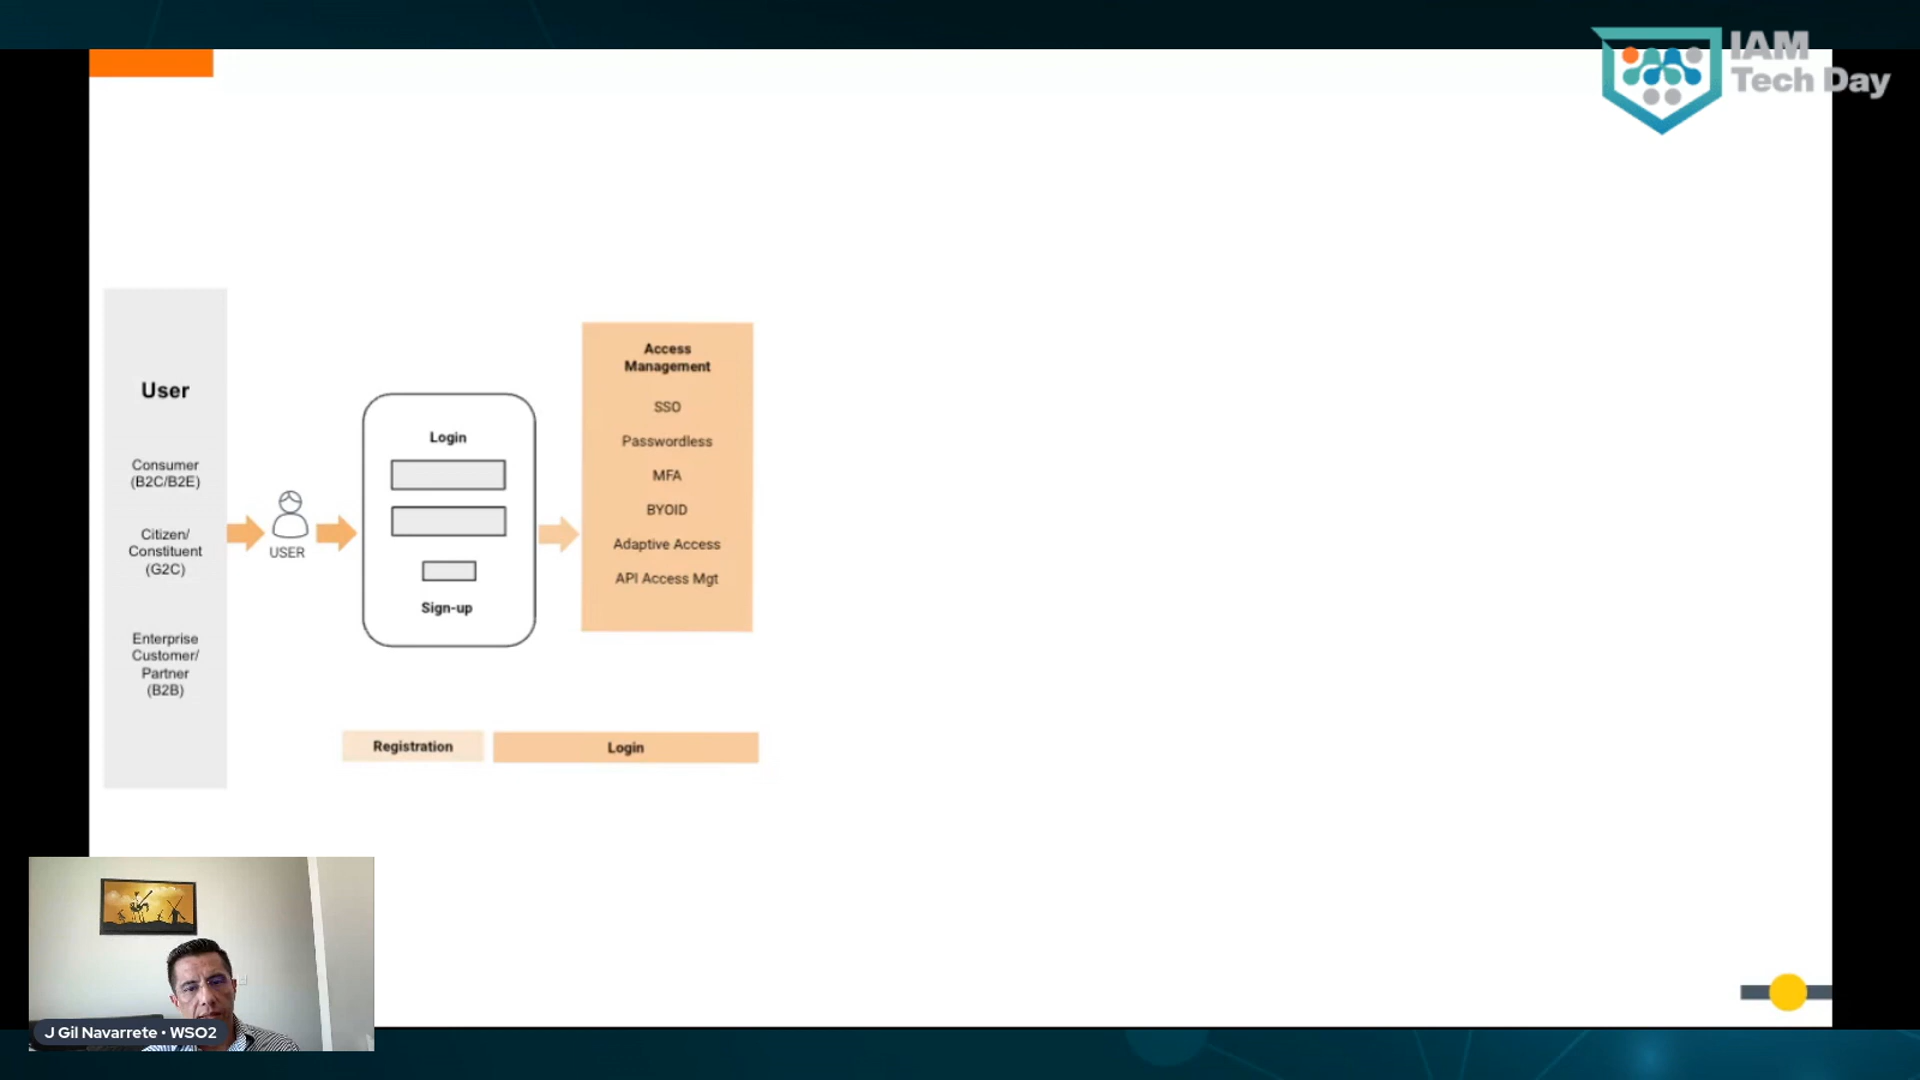 IAM
Tech Day
User
Consumer
(B2C/B2E)
Citizen/
Constituent
(G2C)
Enterprise
Customer/
Partner
(B2B)
USER
Login
Sign-up
Access
Management
SSO
Passwordless
MFA
BYOID
Adaptive Access
API Access Mgt
Registration
Login
J Gil Navarrete • WSO2